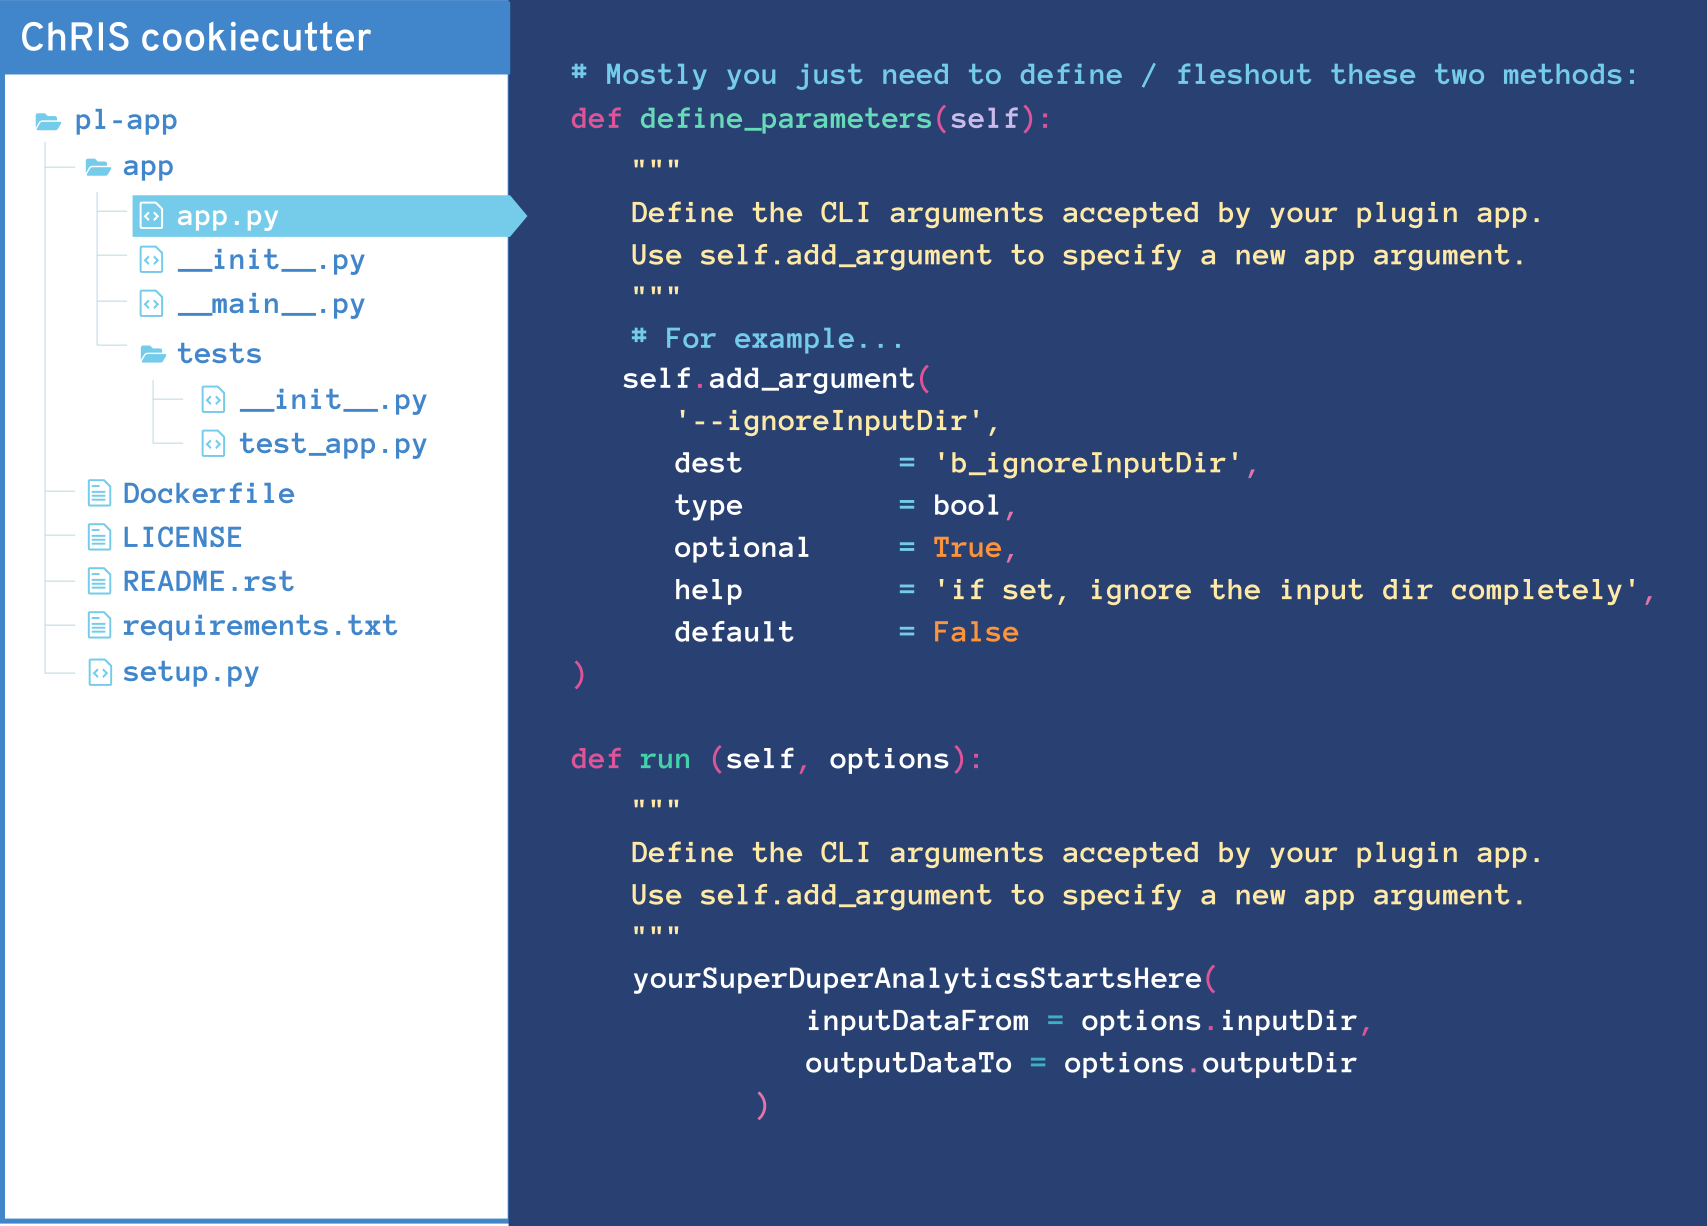 ChRIS cookiecutter
pl-app
app
app.py
__init__.py
__main__.py
tests
__init__.py
test_app.py
Dockerfile
LICENSE
README.rst
requirements.txt
setup.py
# Mostly you just need to define / fleshout these two methods:
def define_parameters(self):
"""
Define the CLI arguments accepted by your plugin app.
Use self.add_argument to specify a new app argument.
"""
# For example...
self.add_argument(
'--ignoreInputDir',
dest = 'b_ignoreInputDir',
type = bool,
optional = True,
help = 'if set, ignore the input dir completely',
default = False
)
def run (self, options):
"""
Define the CLI arguments accepted by your plugin app.
Use self.add_argument to specify a new app argument.
"""
yourSuperDuperAnalyticsStartsHere(
inputDataFrom = options.inputDir,
outputDataTo = options.outputDir
)